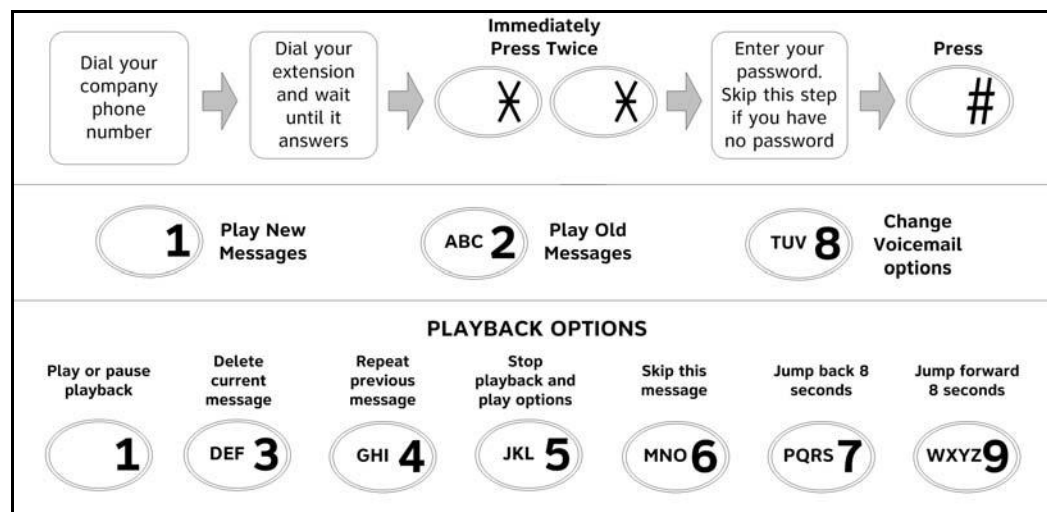 Dial your
company
phone
number
Dial your
extension
and wait
until it
answers
Immediately
Press Twice
* *
Enter your
password.
Skip this step
if you have
no password
Press
#
1
Play New
Messages
ABC 2
Play Old
Messages
TUV 8
Change
Voicemail
options
PLAYBACK OPTIONS
Play or pause
playback
1
Delete
current
message
DEF 3
Repeat
previous
message
GHI 4
Stop
playback and
play options
JKL 5
Skip this
message
MNO 6
Jump back 8
seconds
PQRS 7
Jump forward
8 seconds
WXYZ 9